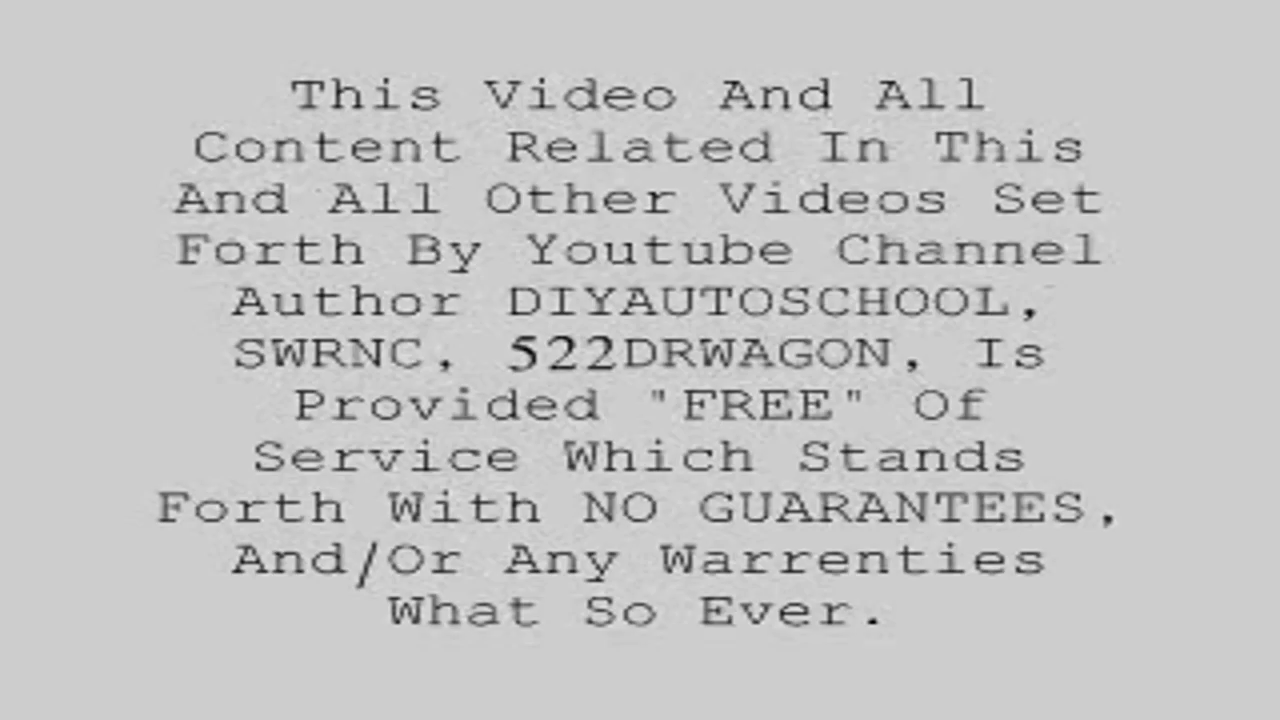 This Video And All
Content Related In This
And All Other Videos Set
Forth By Youtube Channel
Author DIYAUTOSCHOOL,
SWRNC, 522DRWAGON, Is
Provided "FREE" Of
Service Which Stands
Forth With NO GUARANTEES,
And/Or Any Warrenties
What So Ever.